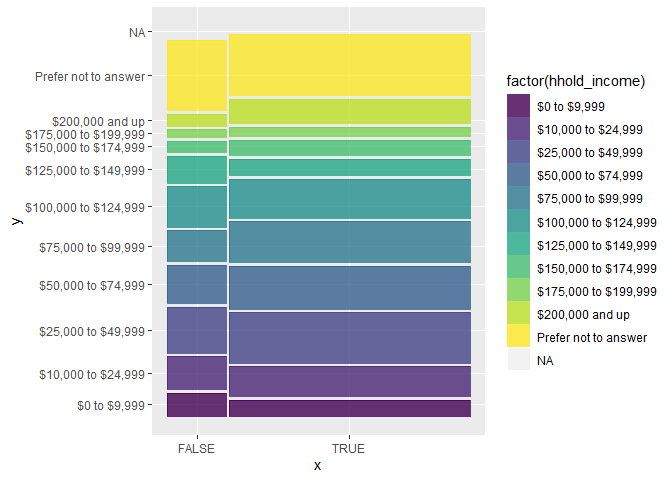 NA
Prefer not to answer
$200,000 and up
$175,000 to $199,999
$150,000 to $174,999
$125,000 to $149,999
$100,000 to $124,999
$75,000 to $99,999
$50,000 to $74,999
$25,000 to $49,999
$10,000 to $24,999
$0 to $9,999
y
FALSE
TRUE
x
factor(hhold_income)
$0 to $9,999
$10,000 to $24,999
$25,000 to $49,999
$50,000 to $74,999
$75,000 to $99,999
$100,000 to $124,999
$125,000 to $149,999
$150,000 to $174,999
$175,000 to $199,999
$200,000 and up
Prefer not to answer
NA